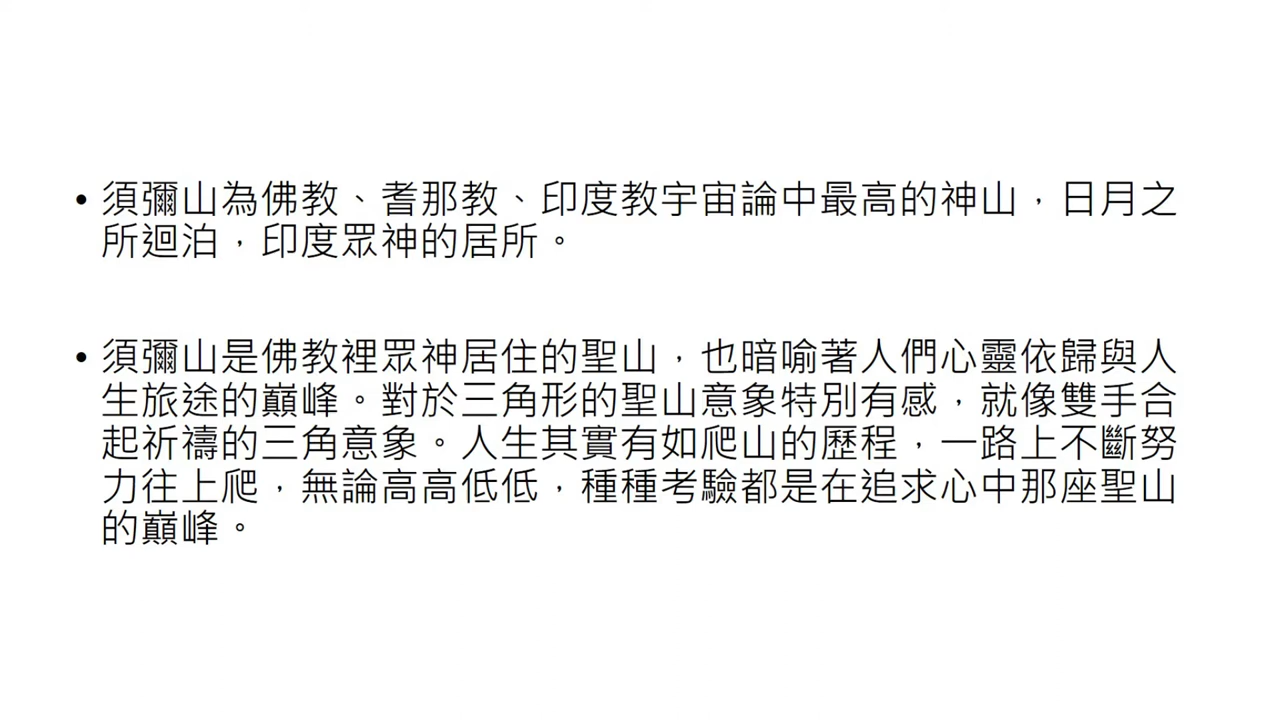 • 須彌山為佛教、耆那教、印度教宇宙論中最高的神山，日月之
所迴泊，印度眾神的居所。
• 須彌山是佛教裡眾神居住的聖山，也暗喻著人們心靈依歸與人
生旅途的巔峰。對於三角形的聖山意象特別有感，就像雙手合
起祈禱的三角意象。人生其實有如爬山的歷程，一路上不斷努
力往上爬，無論高高低低，種種考驗都是在追求心中那座聖山
的巔峰。